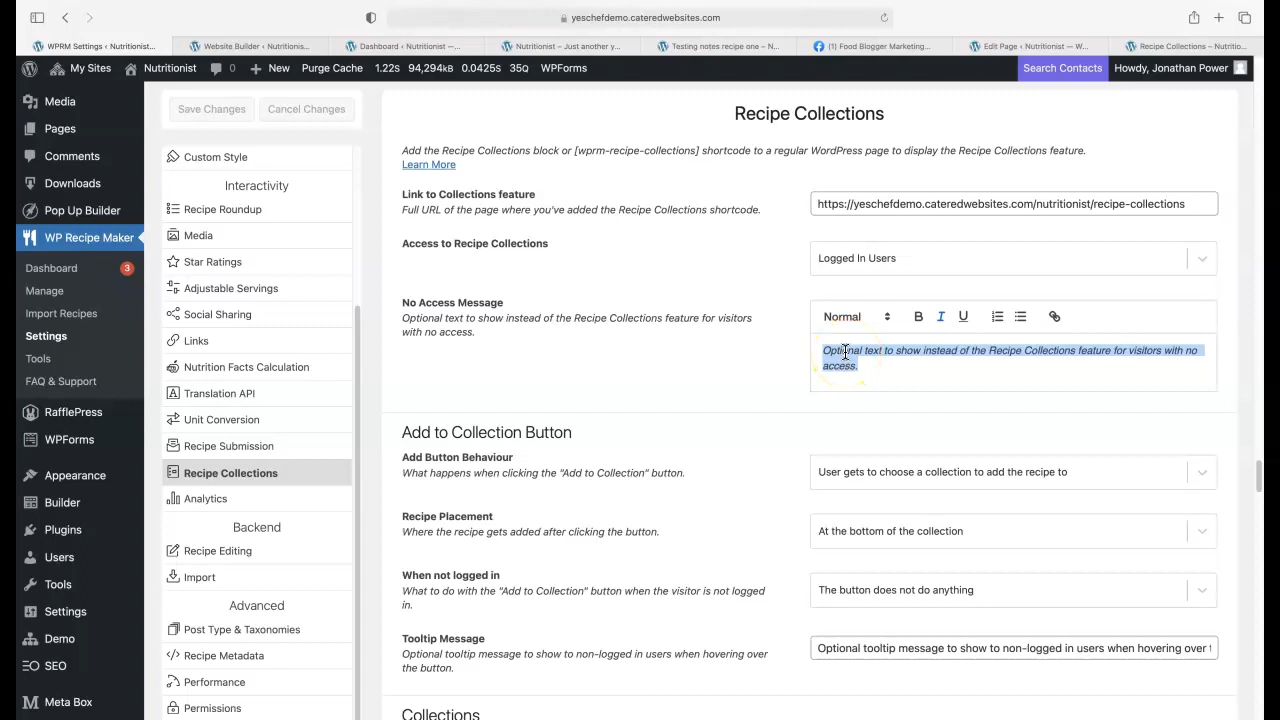 yeschefdemo.cateredwebsites.com
WPRM Settings ‹ Nutritionist...
Website Builder ‹ Nutritionis...
Dashboard ‹ Nutritionist —...
Nutritionist – Just another y...
Testing notes recipe one – N...
(1) Food Blogger Marketing...
Edit Page ‹ Nutritionist — W...
Recipe Collections – Nutritio...
My Sites
Nutritionist
0
New
Purge Cache
1.22s
94,294kB
0.0425s
35Q
WPForms
Search Contacts
Howdy, Jonathan Power
Media
Pages
Comments
Downloads
Pop Up Builder
WP Recipe Maker
Dashboard
3
Manage
Import Recipes
Settings
Tools
FAQ & Support
RafflePress
WPForms
Appearance
Builder
Plugins
Users
Tools
Settings
Demo
SEO
Meta Box
Save Changes
Cancel Changes
Custom Style
Interactivity
Recipe Roundup
Media
Star Ratings
Adjustable Servings
Social Sharing
Links
Nutrition Facts Calculation
Translation API
Unit Conversion
Recipe Submission
Recipe Collections
Analytics
Backend
Recipe Editing
Import
Advanced
Post Type & Taxonomies
Recipe Metadata
Performance
Permissions
Recipe Collections
Add the Recipe Collections block or [wprm-recipe-collections] shortcode to a regular WordPress page to display the Recipe Collections feature.
Learn More
Link to Collections feature
Full URL of the page where you've added the Recipe Collections shortcode.
https://yeschefdemo.cateredwebsites.com/nutritionist/recipe-collections
Access to Recipe Collections
Logged In Users
No Access Message
Optional text to show instead of the Recipe Collections feature for visitors
with no access.
Normal
B
I
U
Optional text to show instead of the Recipe Collections feature for visitors with no
access.
Add to Collection Button
Add Button Behaviour
What happens when clicking the "Add to Collection" button.
User gets to choose a collection to add the recipe to
Recipe Placement
Where the recipe gets added after clicking the button.
At the bottom of the collection
When not logged in
What to do with the "Add to Collection" button when the visitor is not logged
in.
The button does not do anything
Tooltip Message
Optional tooltip message to show to non-logged in users when hovering over
the button.
Optional tooltip message to show to non-logged in users when hovering over
Collections